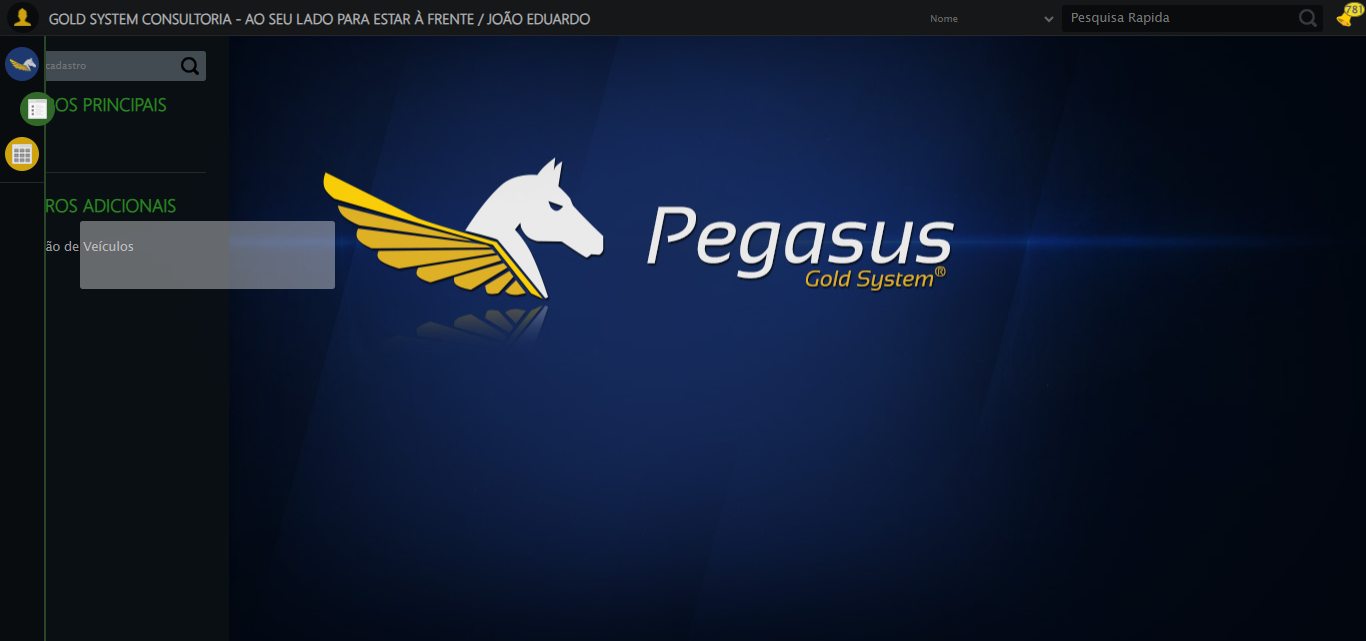 GOLD SYSTEM CONSULTORIA - AO SEU LADO PARA ESTAR À FRENTE / JOÃO EDUARDO
Nome
Pesquisa Rapida
781
cadastro
OS PRINCIPAIS
ROS ADICIONAIS
ão de Veículos
Pegasus
Gold System®